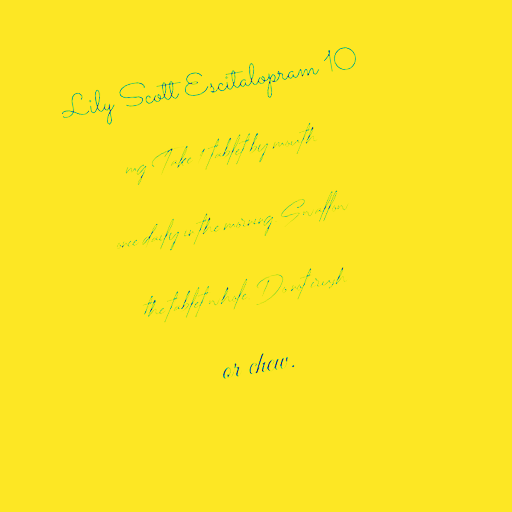 Lily Scott Escitalopram 10
mg Take 1 tablet by mouth
once daily in the morning. Swallow
the tablet whole. Do not crush
or chew.